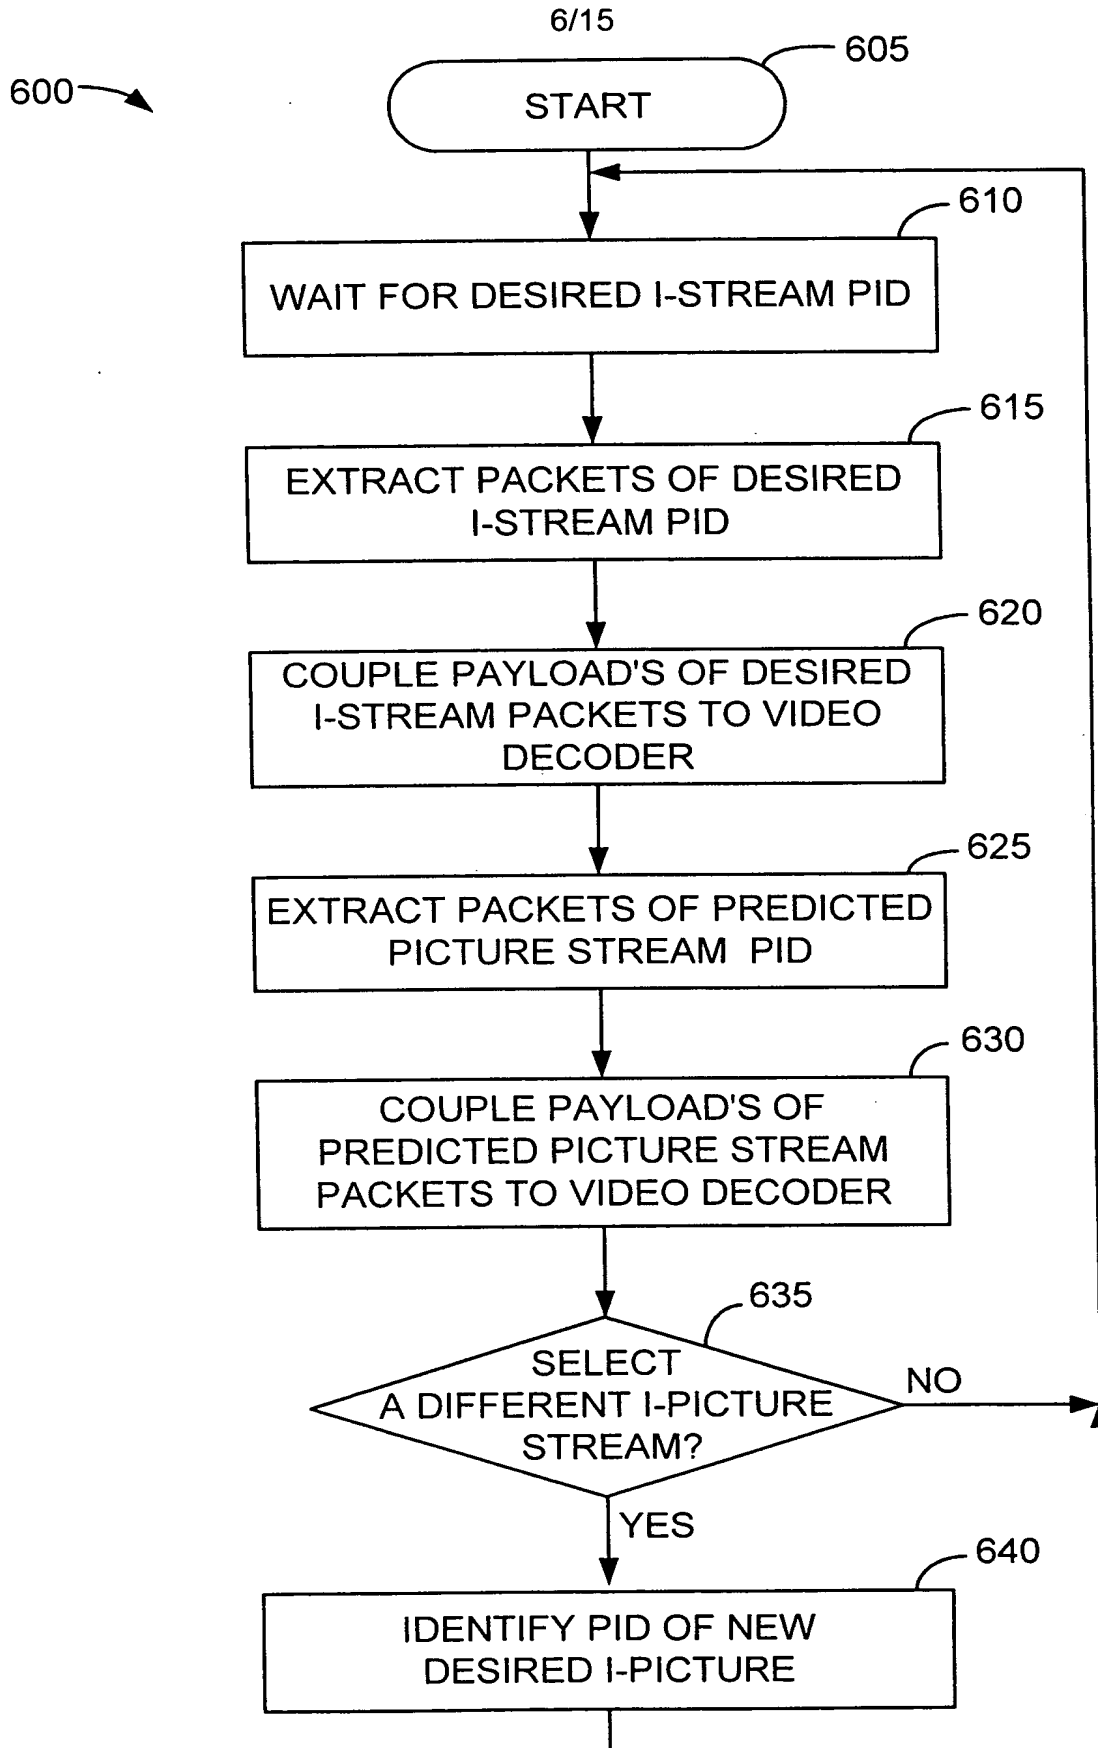 6/15
600
605
START
610
WAIT FOR DESIRED I-STREAM PID
615
EXTRACT PACKETS OF DESIRED
I-STREAM PID
620
COUPLE PAYLOAD'S OF DESIRED
I-STREAM PACKETS TO VIDEO
DECODER
625
EXTRACT PACKETS OF PREDICTED
PICTURE STREAM PID
630
COUPLE PAYLOAD'S OF
PREDICTED PICTURE STREAM
PACKETS TO VIDEO DECODER
635
SELECT
A DIFFERENT I-PICTURE
STREAM?
NO
YES
640
IDENTIFY PID OF NEW
DESIRED I-PICTURE